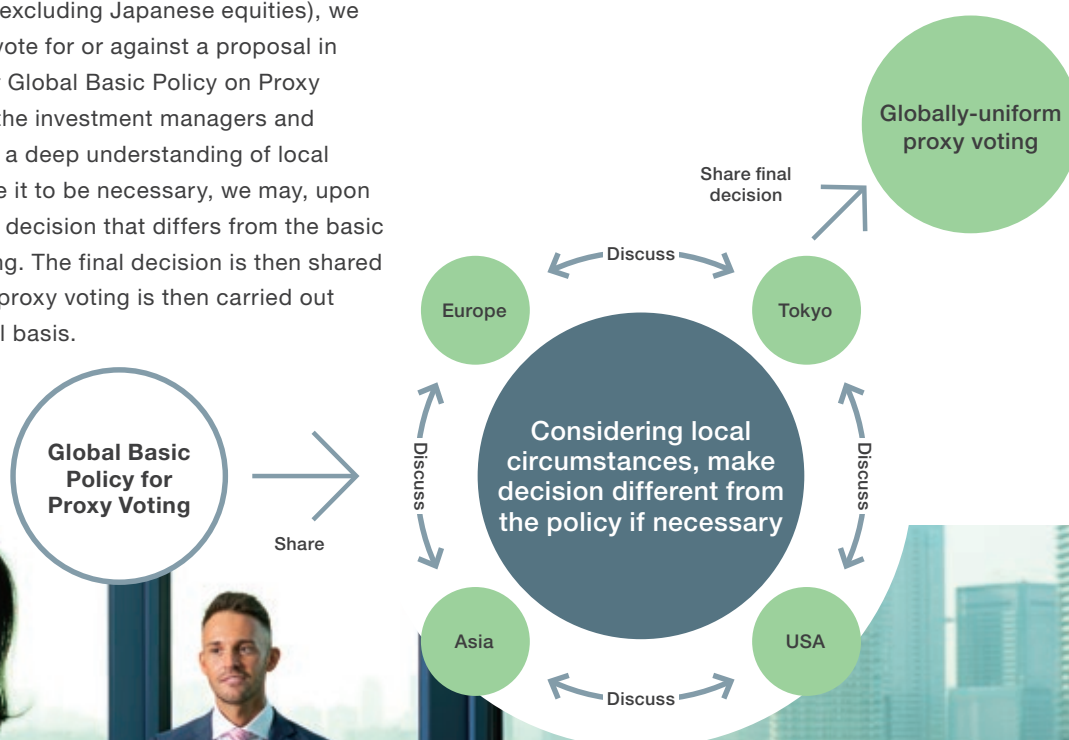 excluding Japanese equities), we
vote for or against a proposal in
Global Basic Policy on Proxy
the investment managers and
a deep understanding of local
it to be necessary, we may, upon
decision that differs from the basic
The final decision is then shared
proxy voting is then carried out
basis.
Globally-uniform
proxy voting
Share final
decision
Discuss
Europe
Tokyo
Global Basic
Policy for
Proxy Voting
Share
Discuss
Considering local
circumstances, make
decision different from
the policy if necessary
Discuss
Asia
USA
Discuss